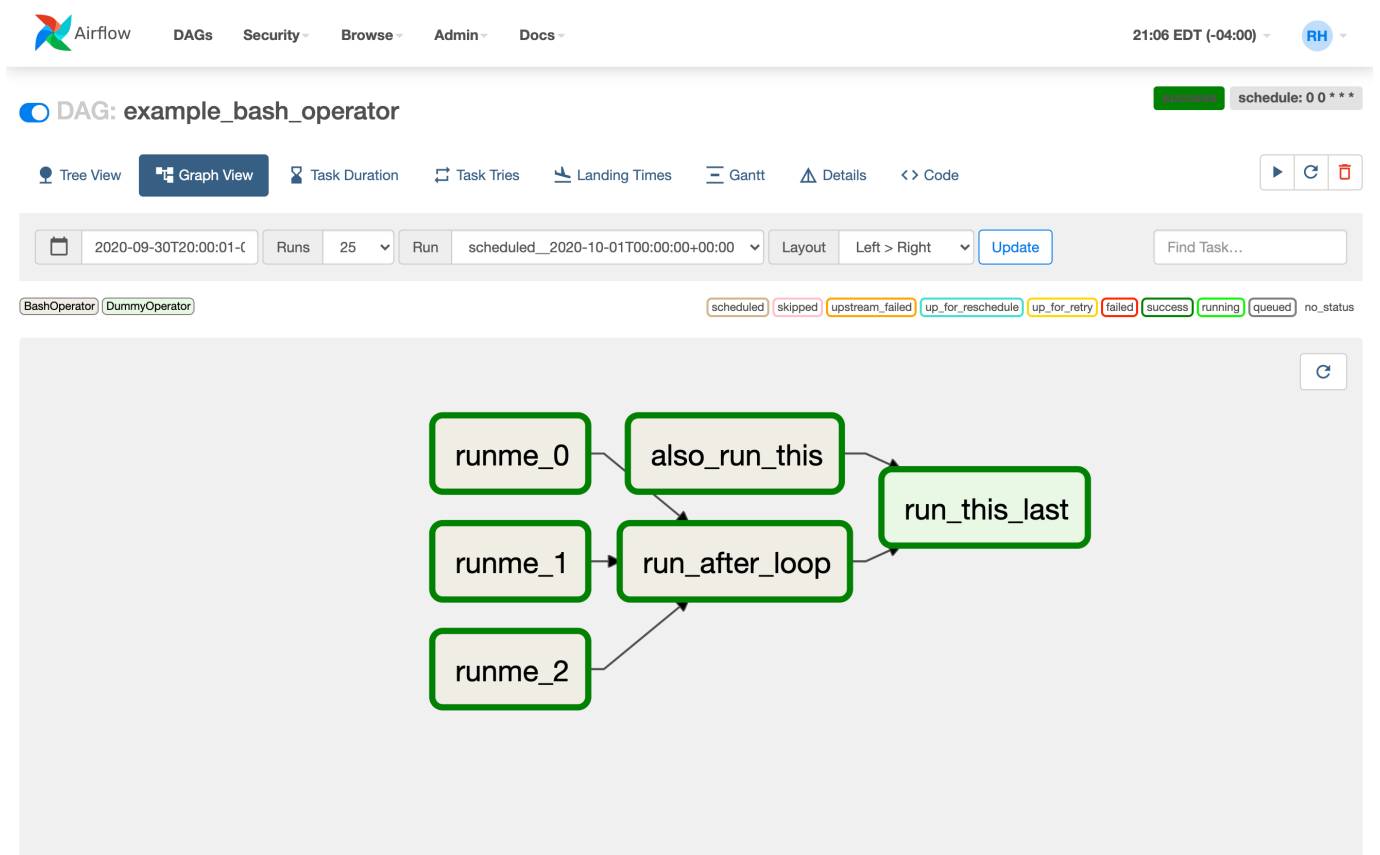 Airflow DAGs Security Browse Admin Docs 21:06 EDT (-04:00) RH
DAG: example_bash_operator success schedule: 0 0 * * *
Tree View Graph View Task Duration Task Tries Landing Times Gantt Details <> Code
2020-09-30T20:00:01-0 Runs 25 Run scheduled__2020-10-01T00:00:00+00:00 Layout Left > Right Update Find Task...
BashOperator DummyOperator scheduled skipped upstream_failed up_for_reschedule up_for_retry failed success running queued no_status
runme_0 also_run_this
run_this_last
runme_1 run_after_loop
runme_2